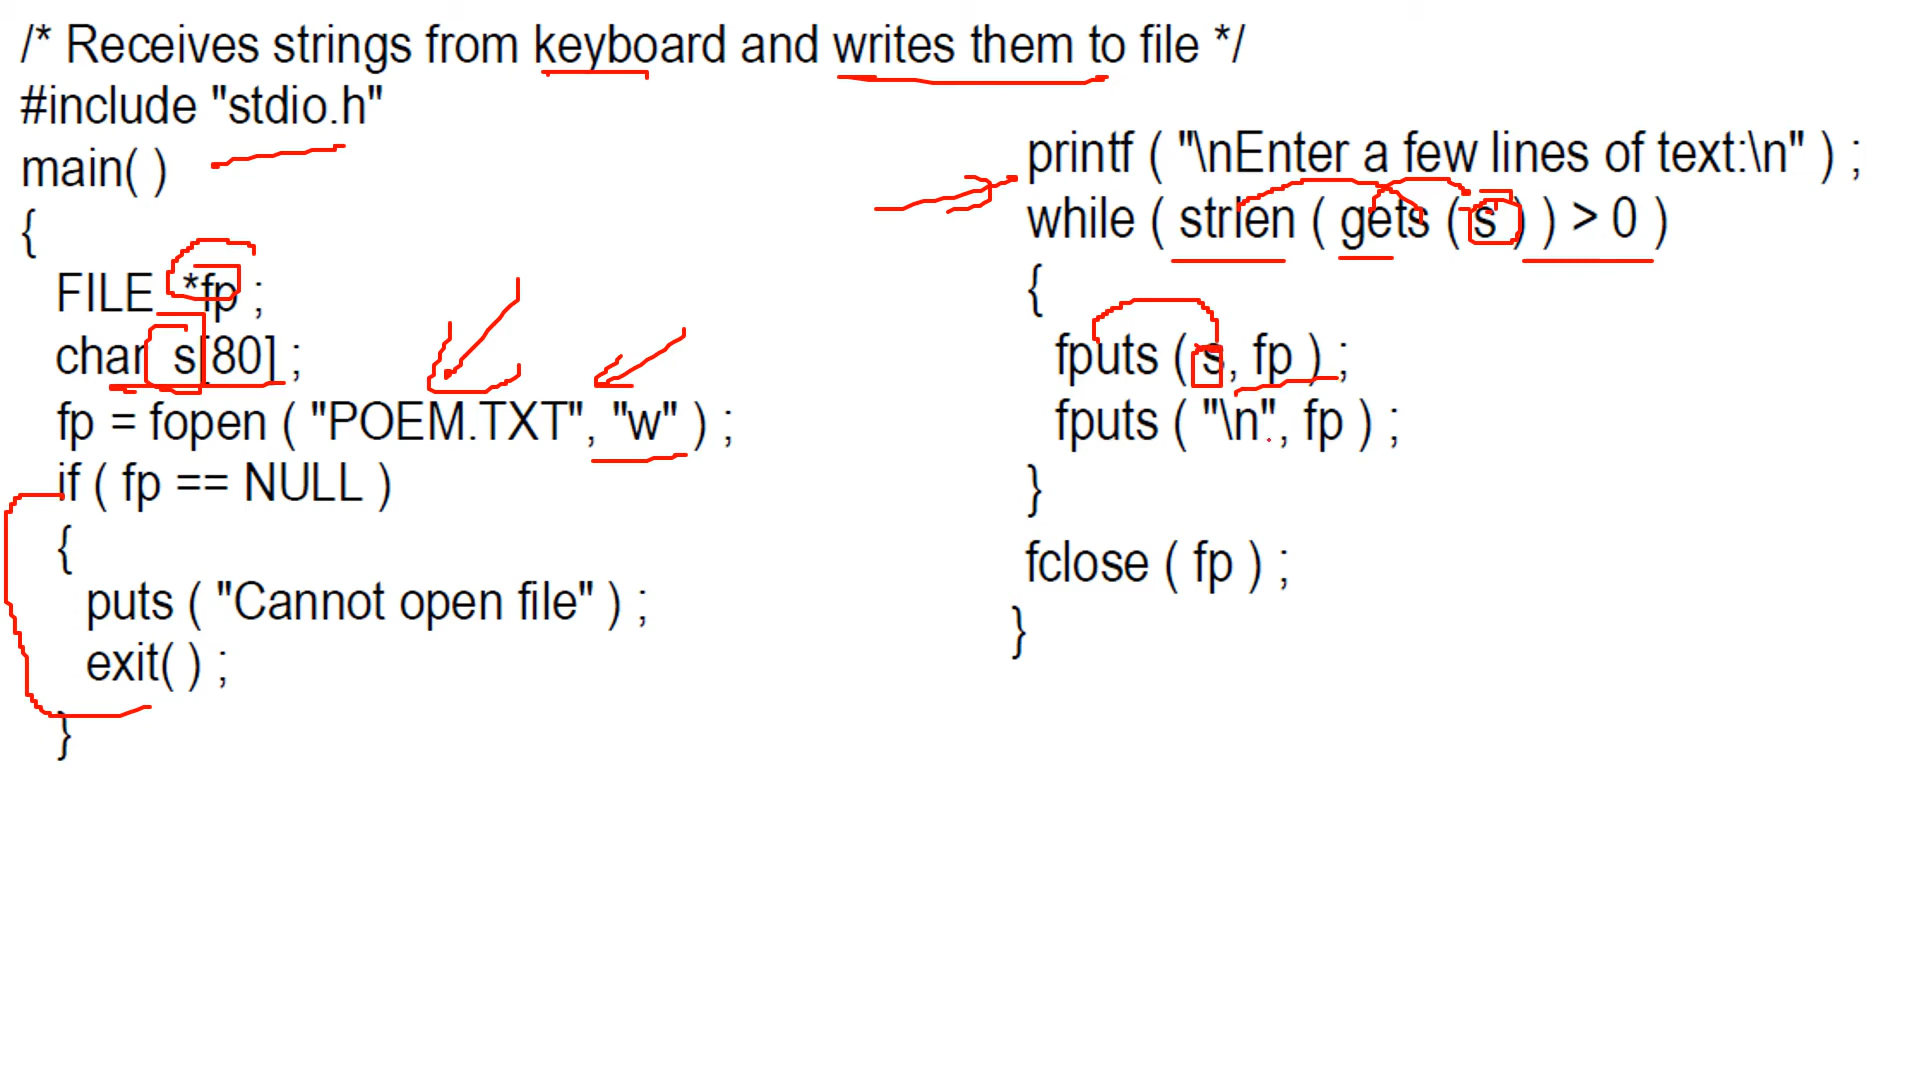 /* Receives strings from keyboard and writes them to file */
#include "stdio.h"
main( )
{
FILE *fp ;
char s[80] ;
fp = fopen ( "POEM.TXT", "w" ) ;
if ( fp == NULL )
{
puts ( "Cannot open file" ) ;
exit( ) ;
}
printf ( "\nEnter a few lines of text:\n" ) ;
while ( strlen ( gets ( s ) ) > 0 )
{
fputs ( s, fp ) ;
fputs ( "\n", fp ) ;
}
fclose ( fp ) ;
}